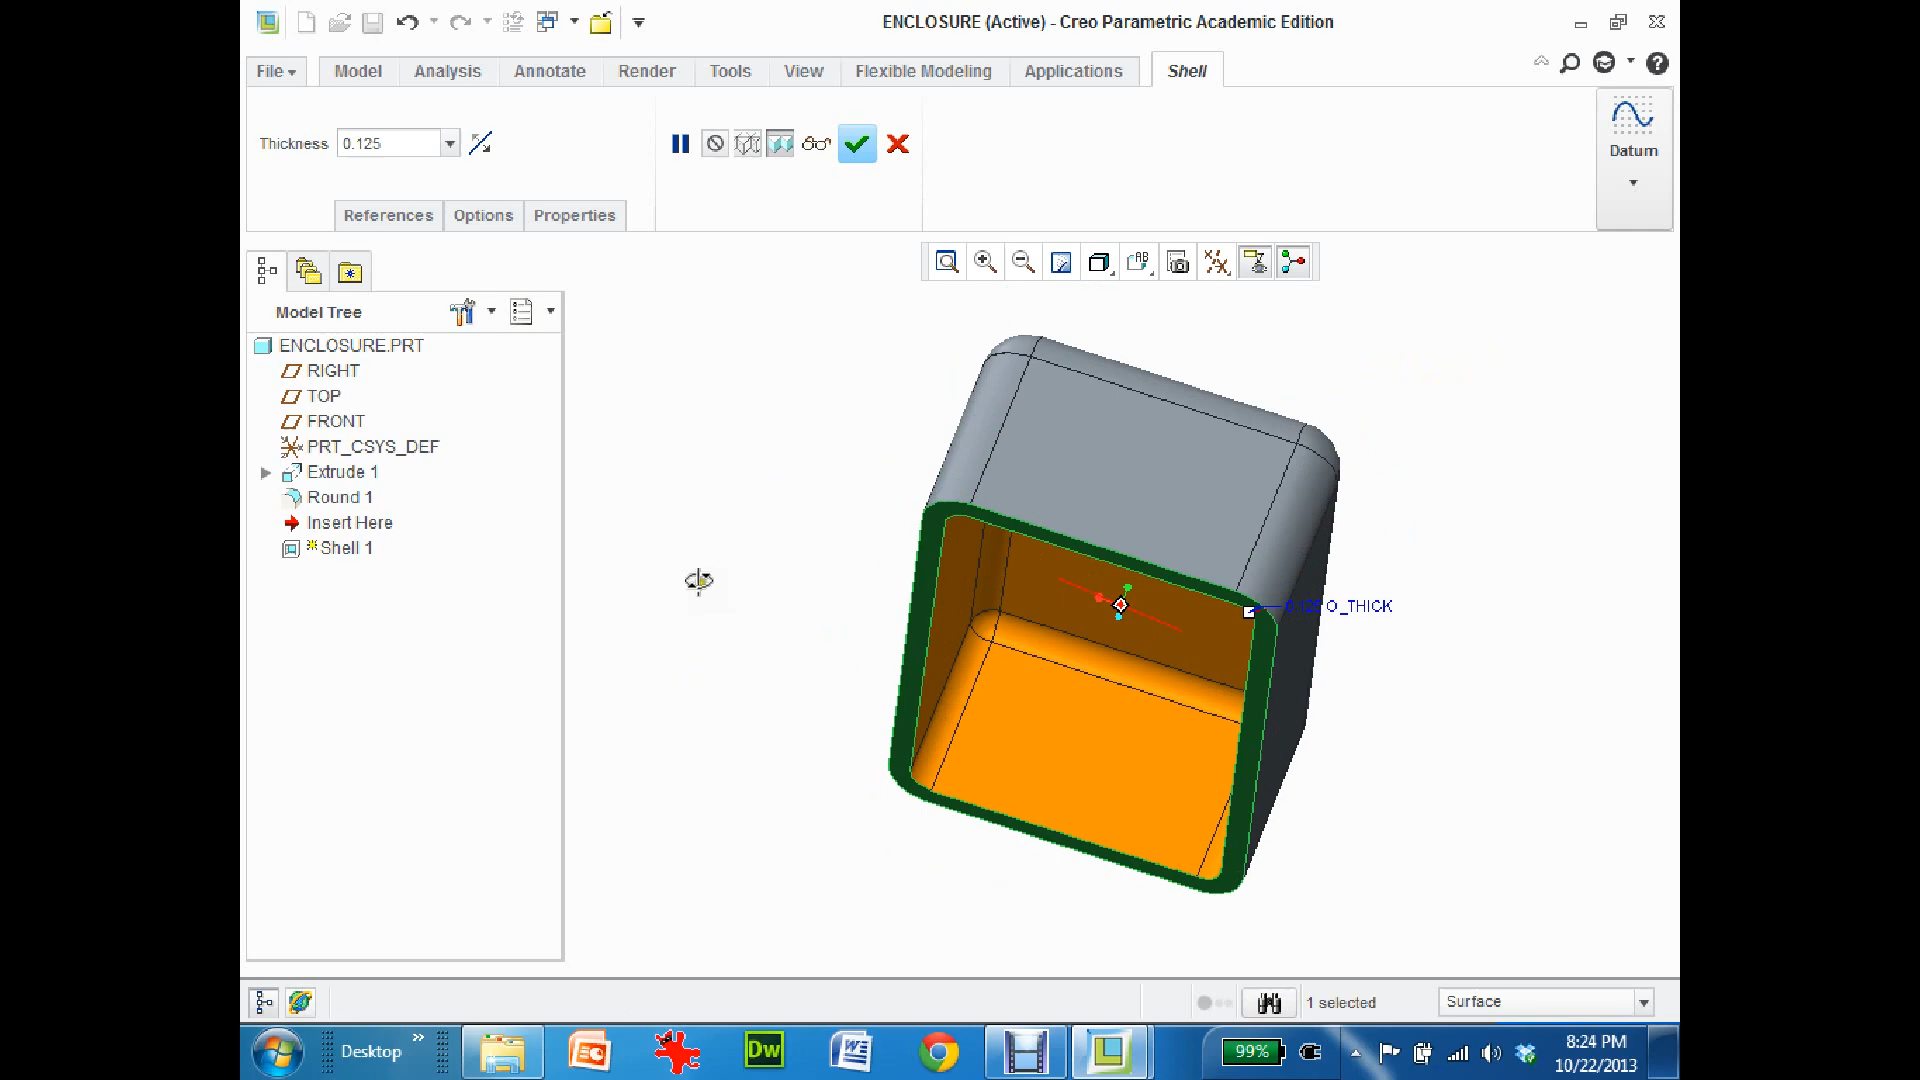 ENCLOSURE (Active) - Creo Parametric Academic Edition
File Model Analysis Annotate Render Tools View Flexible Modeling Applications Shell
Thickness 0.125
Datum
References Options Properties
AB
Model Tree
ENCLOSURE.PRT
RIGHT
TOP
FRONT
PRT_CSYS_DEF
Extrude 1
Round 1
Insert Here
Shell 1
O_THICK
1 selected
Surface
Desktop
»
Dw
W
99%
8:24 PM
10/22/2013